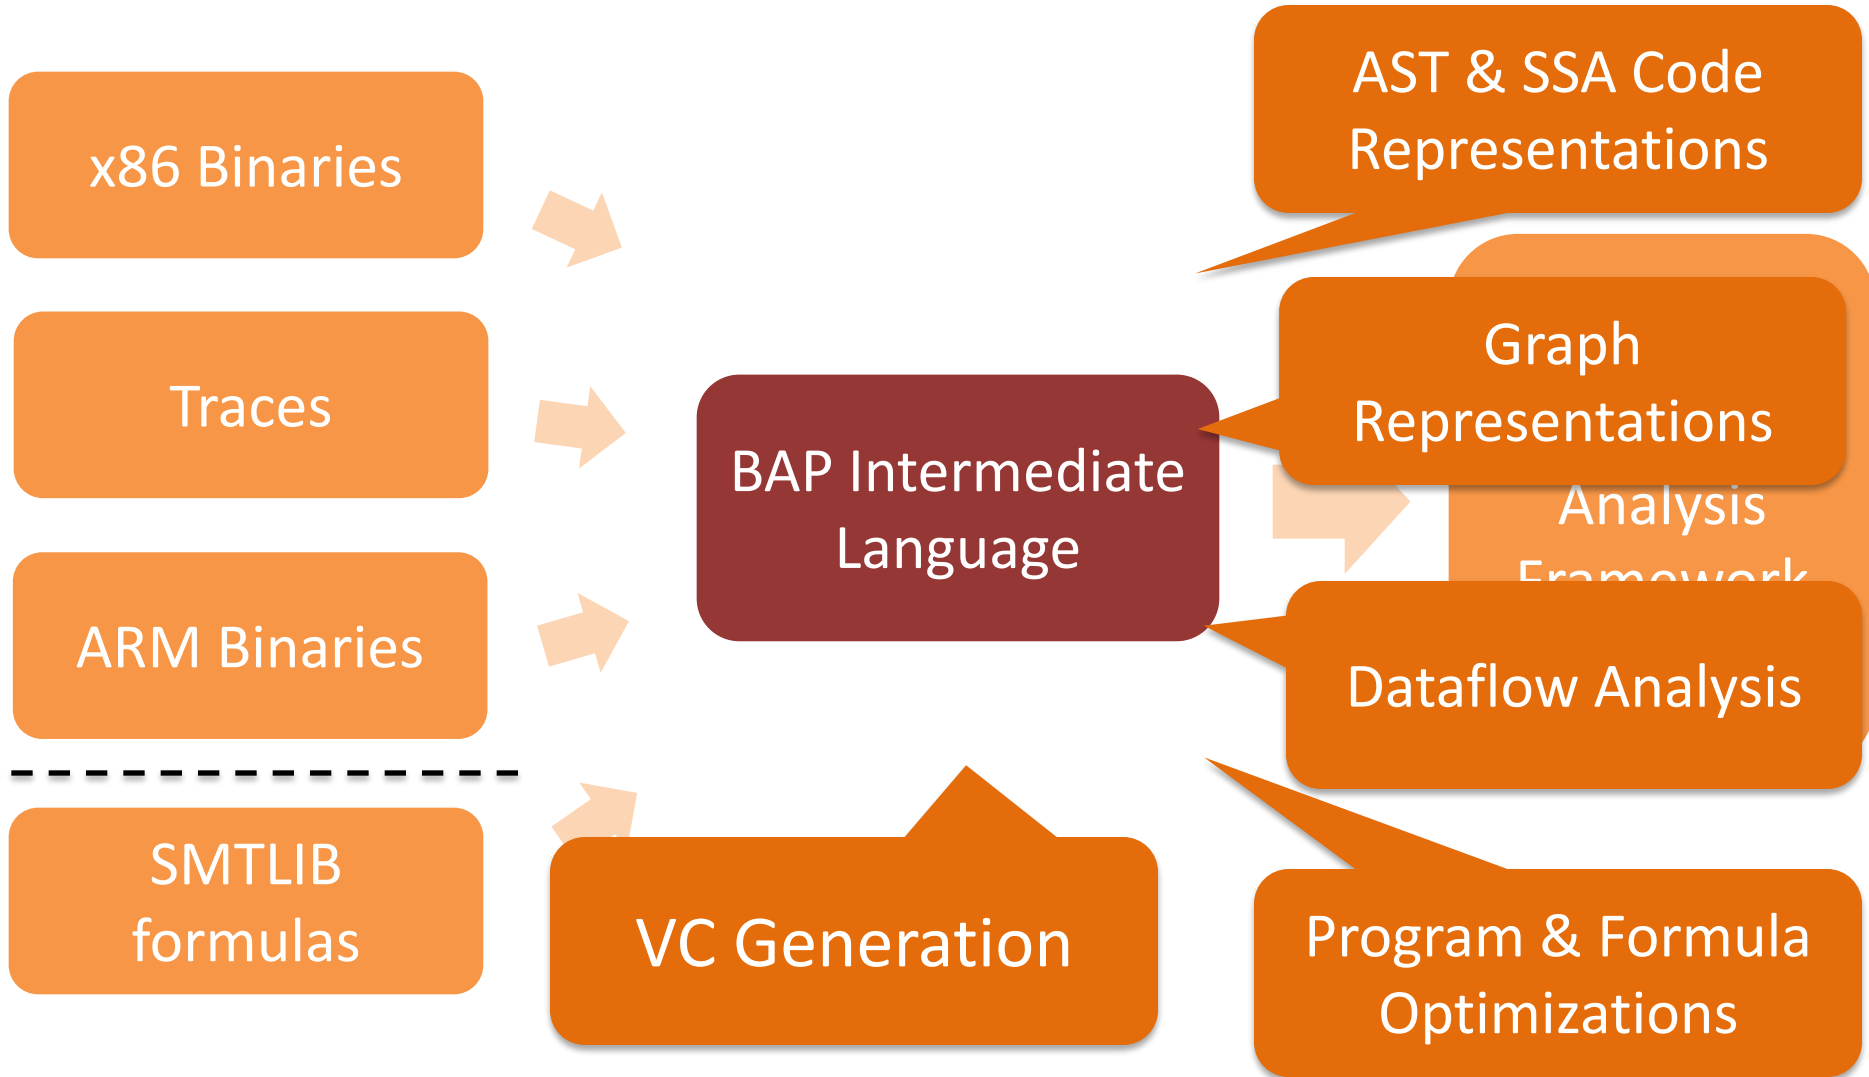 x86 Binaries
Traces
ARM Binaries
SMTLIB
formulas
BAP Intermediate
Language
VC Generation
AST & SSA Code
Representations
Graph
Representations
Analysis
Framework
Dataflow Analysis
Program & Formula
Optimizations